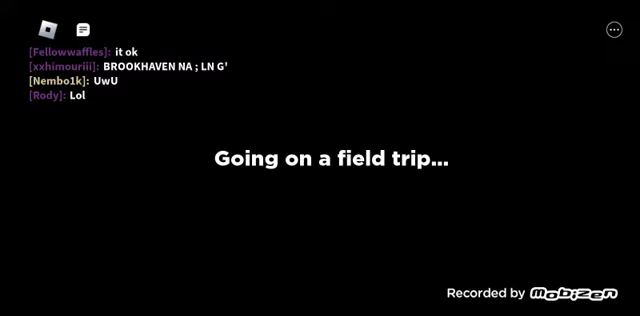 [Fellowwaffles]: it ok
[xxhimouriii]: BROOKHAVEN NA ; LN G'
[Nembo1k]: UwU
[Rody]: Lol
Going on a field trip...
Recorded by Mobizen